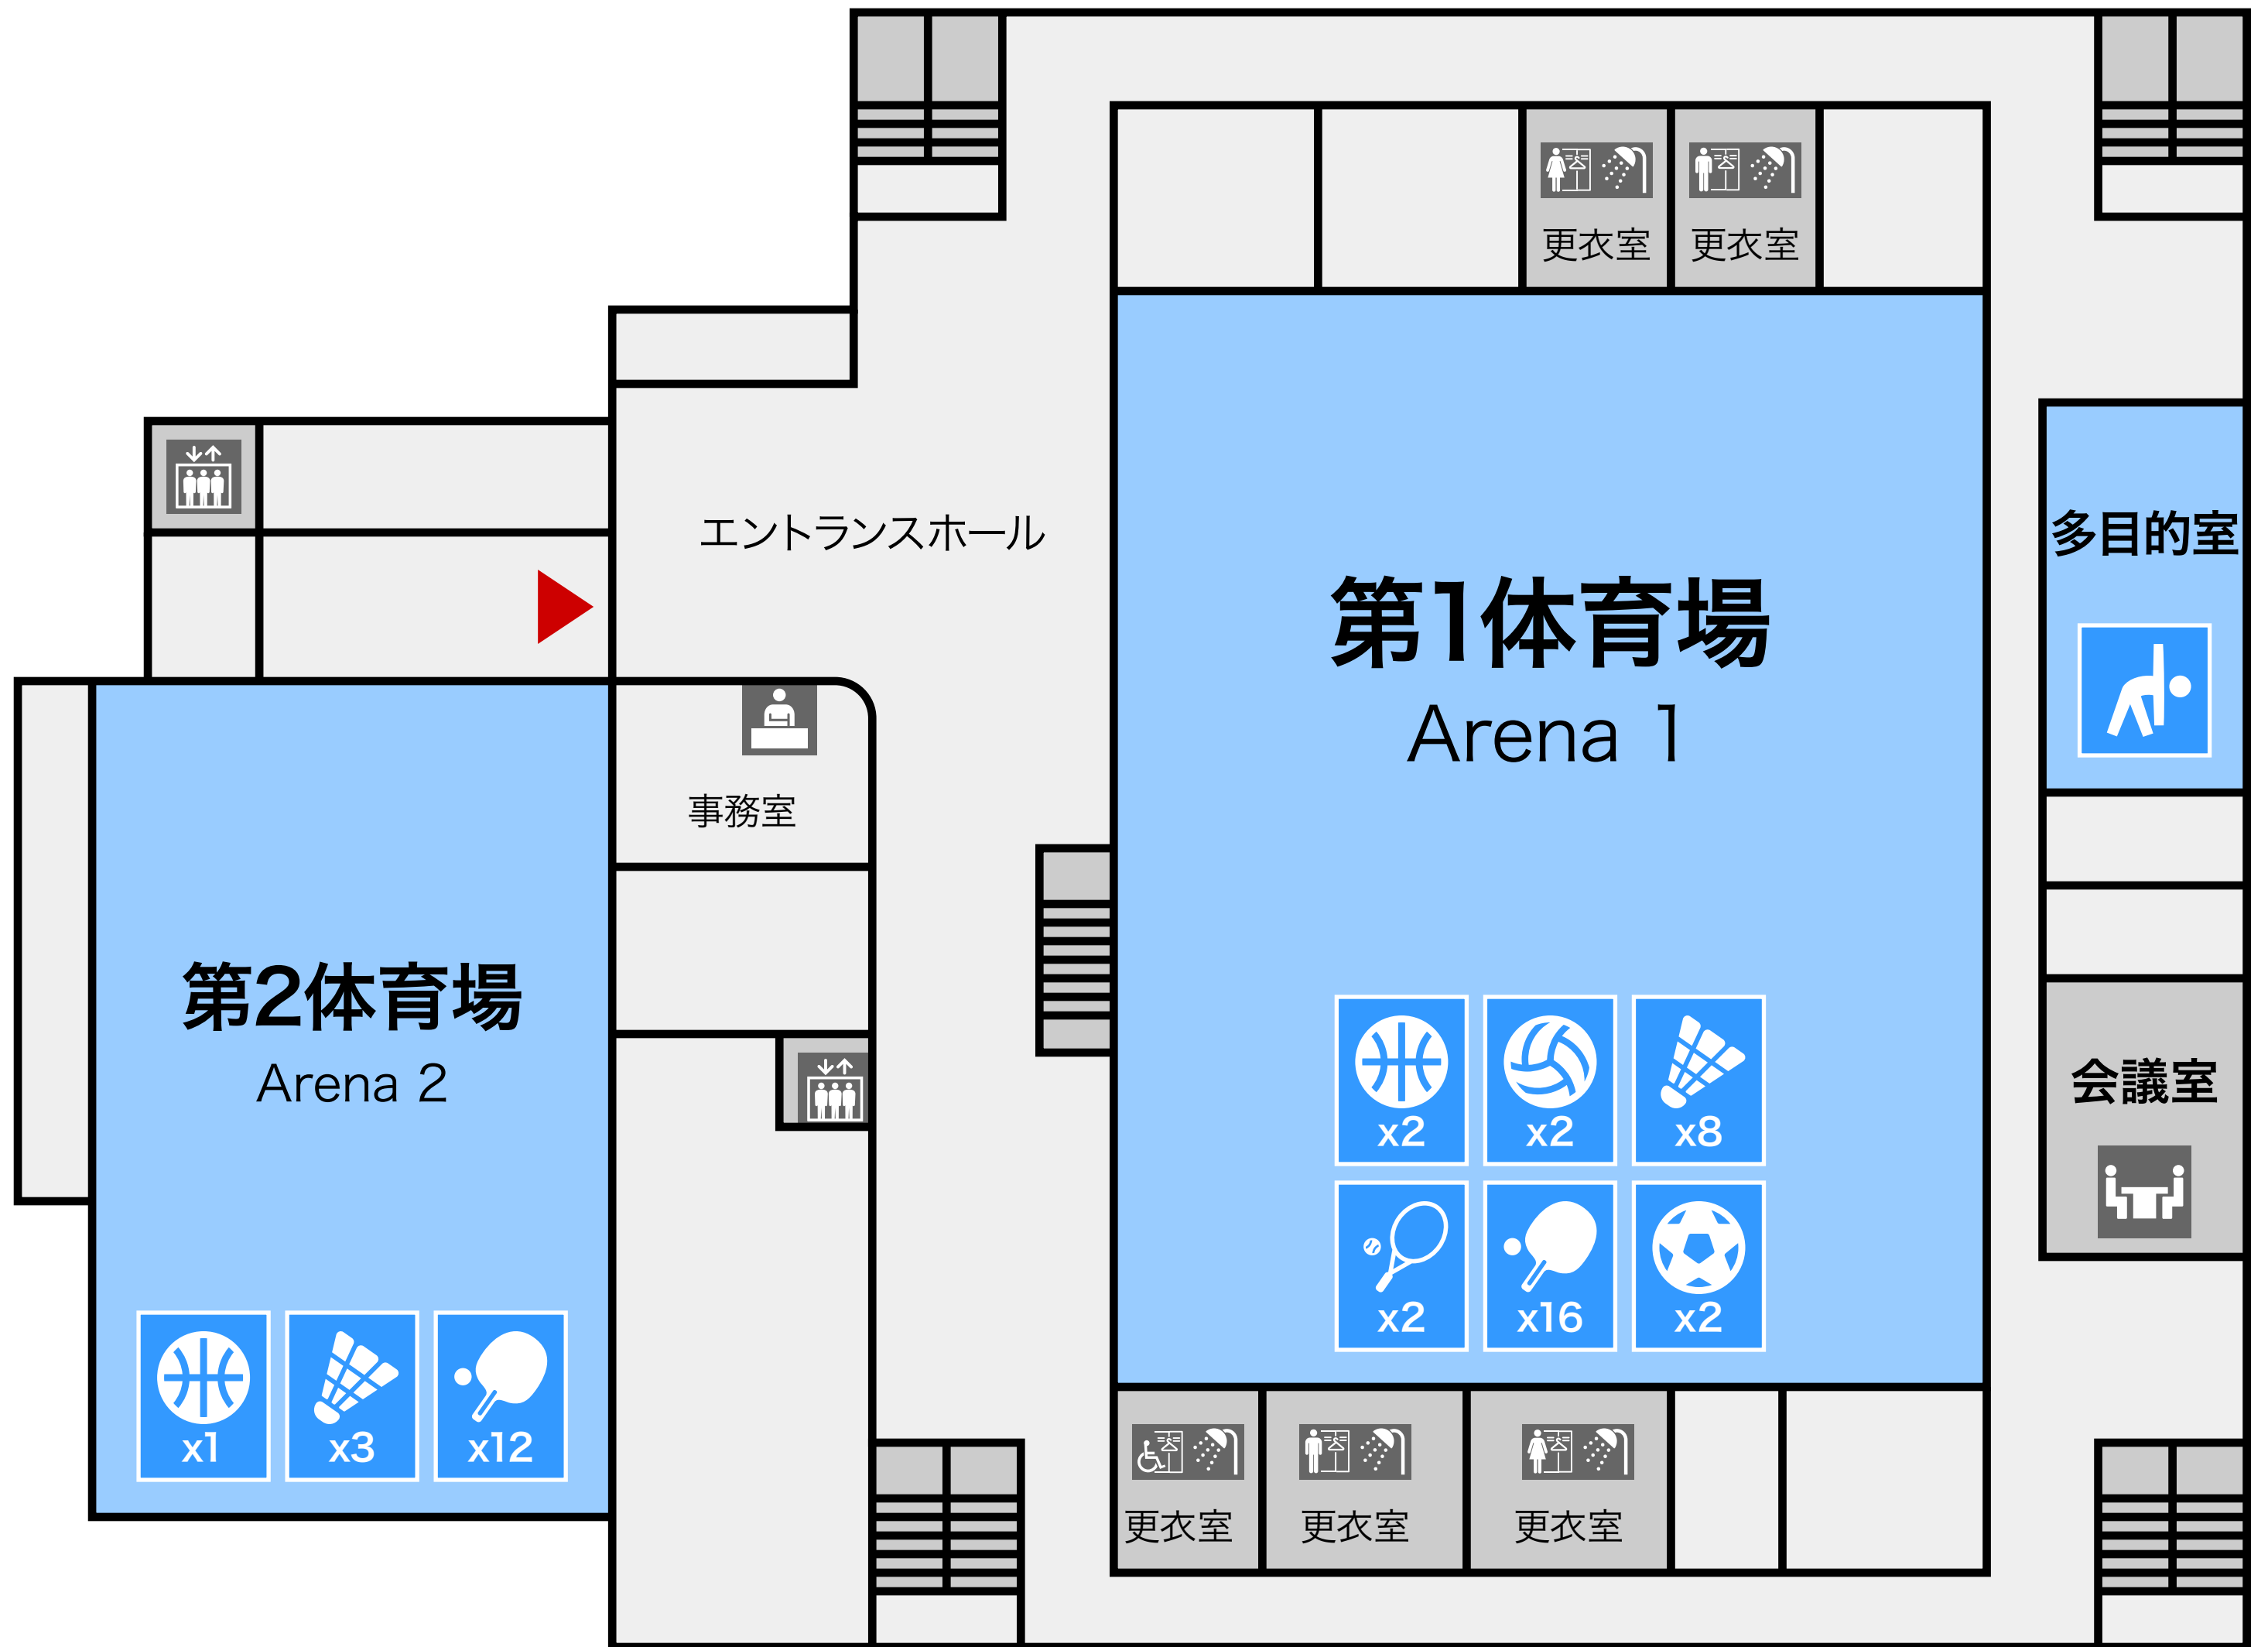 更衣室
更衣室
エントランスホール
多目的室
第1体育場
Arena 1
事務室
第2体育場
Arena 2
会議室
x2
x2
x8
x2
x16
x2
x1
x3
x12
更衣室
更衣室
更衣室